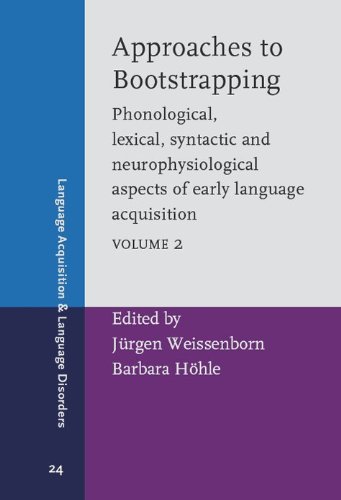 Approaches to
Bootstrapping
Phonological,
lexical, syntactic and
neurophysiological
aspects of early language
acquisition
VOLUME 2
Edited by
Jürgen Weissenborn
Barbara Höhle
Language Acquisition & Language Disorders
24